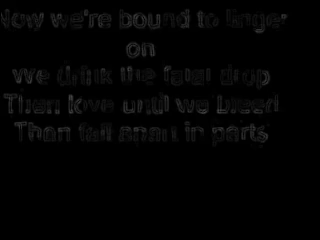 Now we're bound to linger
on
We drink the fatal drop
Then love until we bleed
Then fall apart in parts